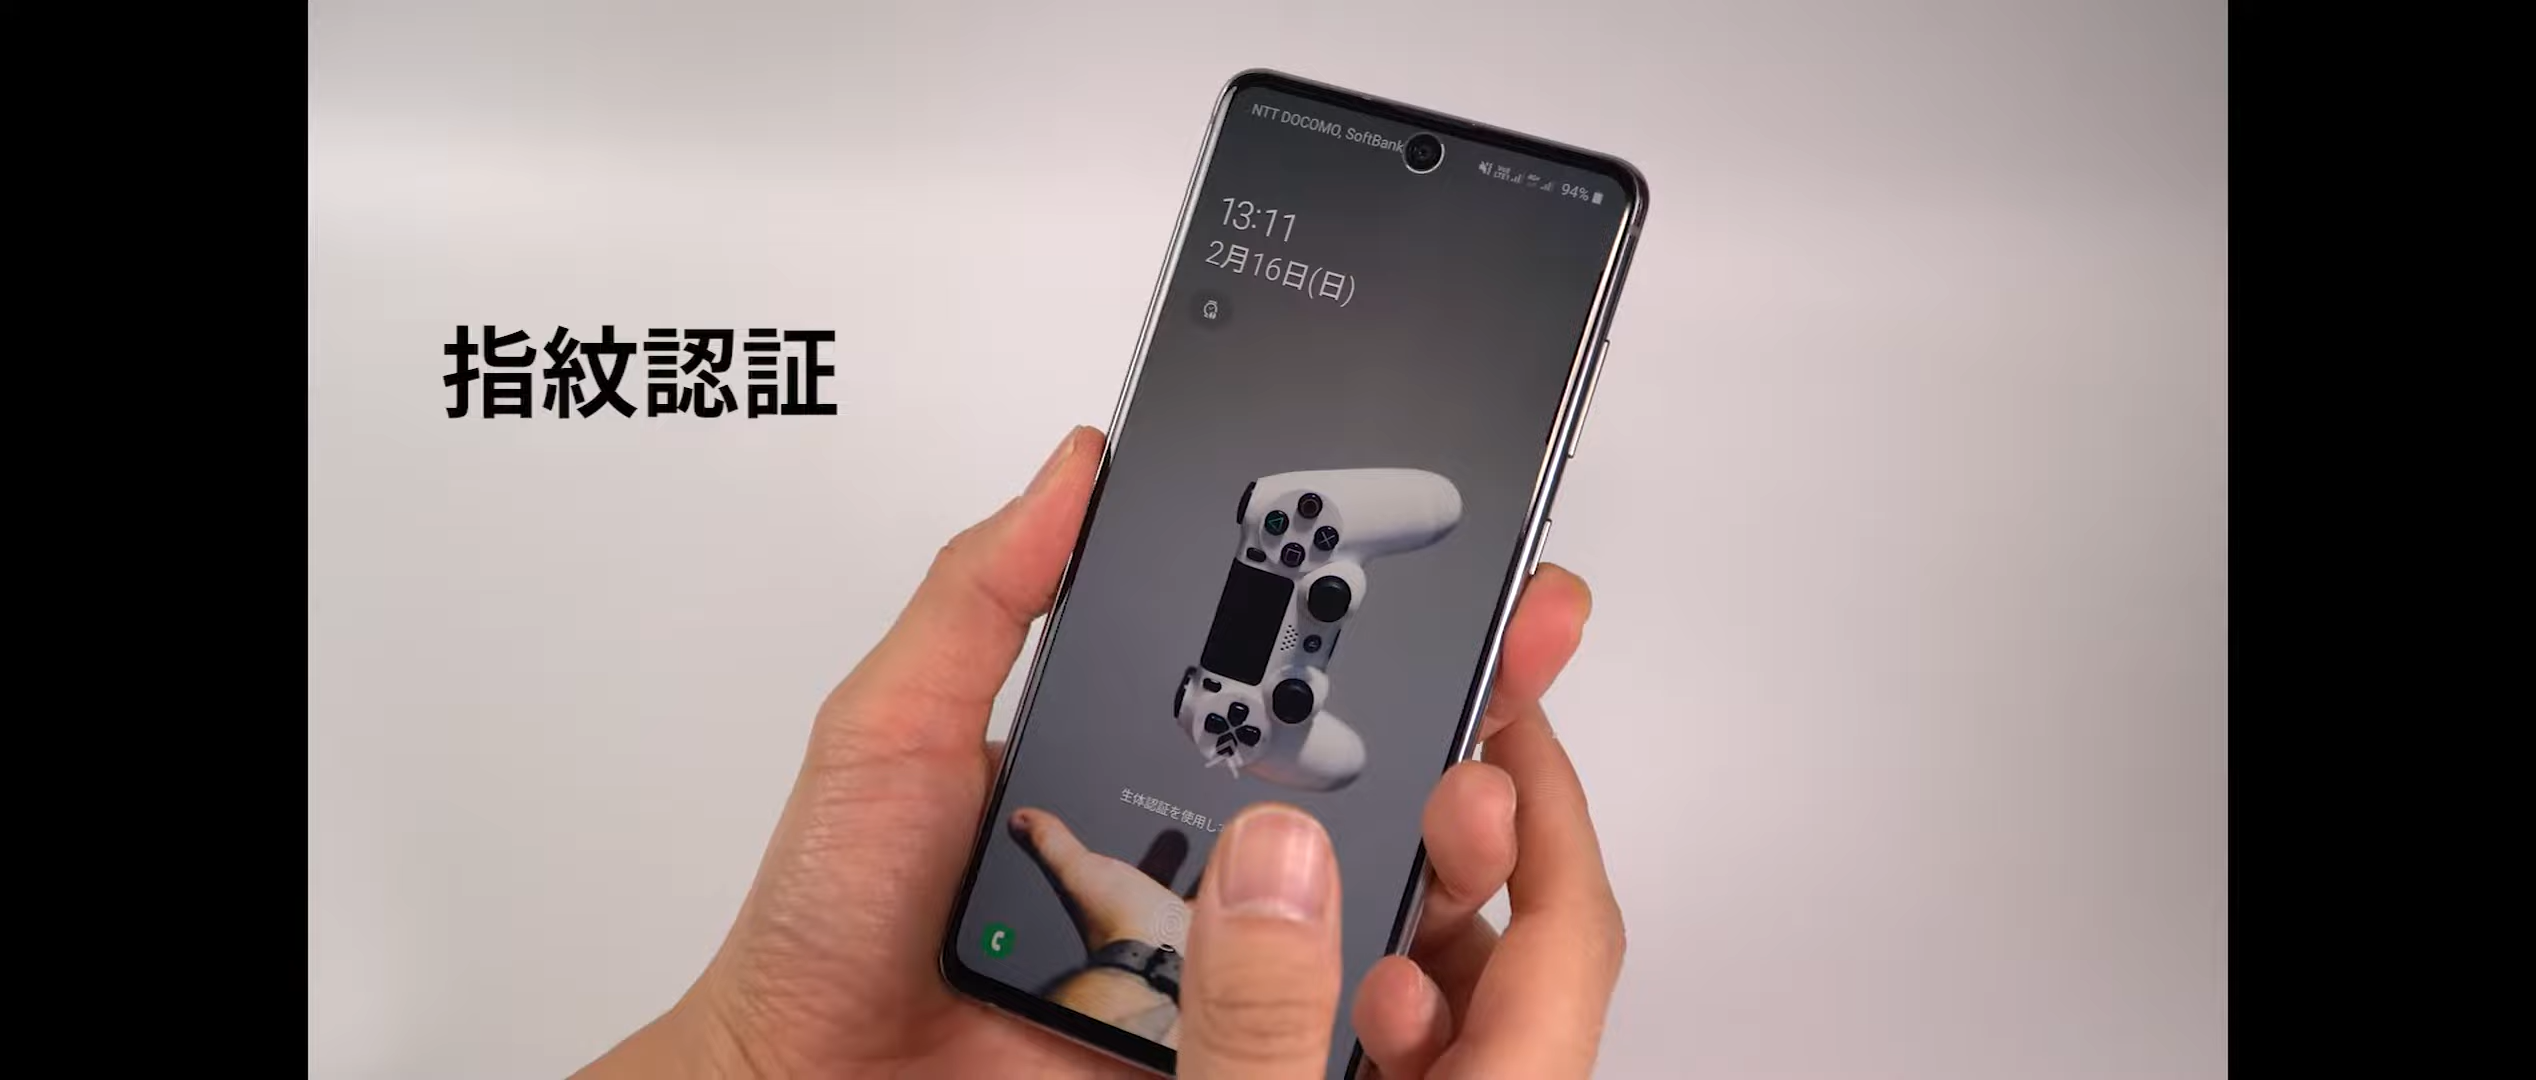 指紋認証
NTT DOCOMO, SoftBank
94%
13:11
2月16日(日)
生体認証を使用し